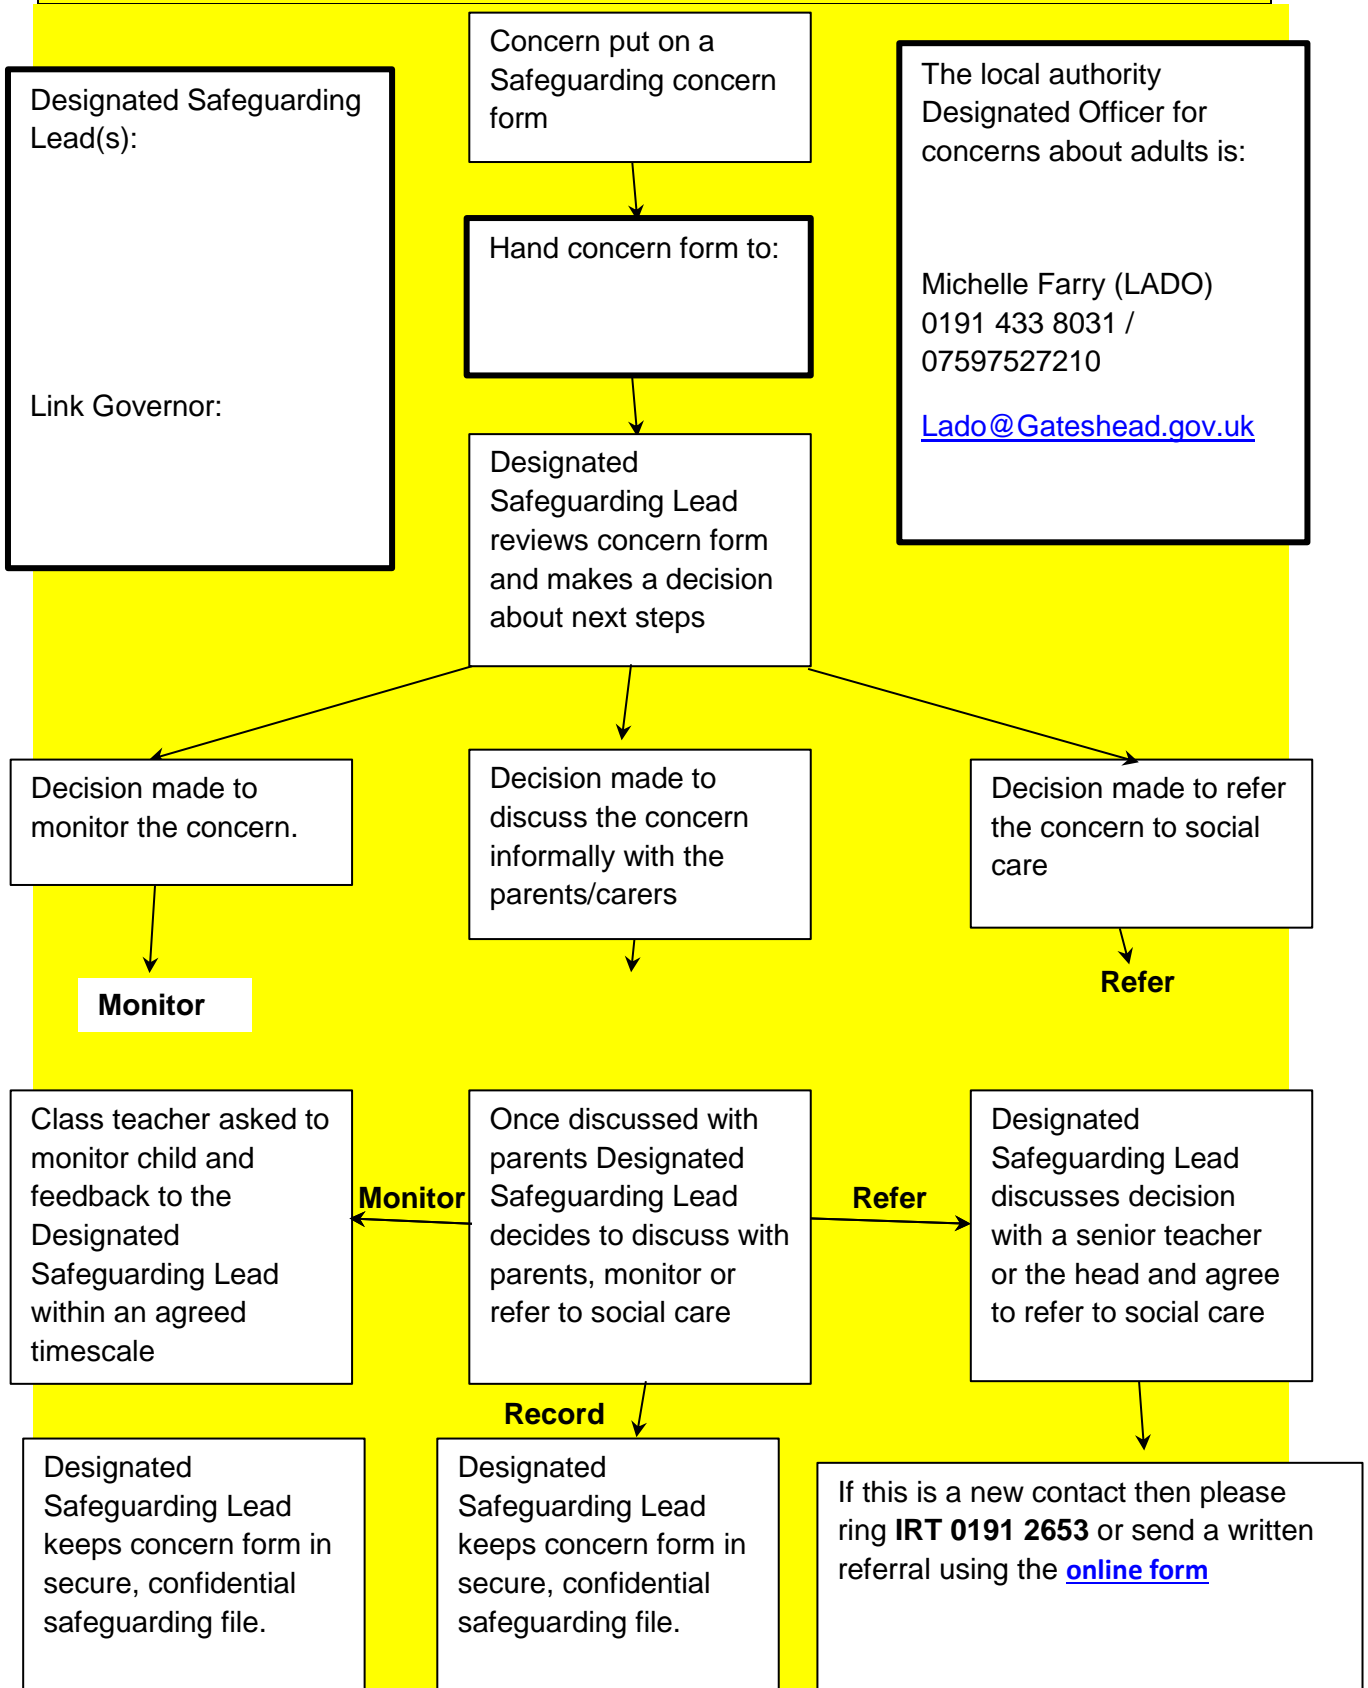 Concern put on a
Safeguarding concern
form
Designated Safeguarding
Lead(s):
Link Governor:
The local authority
Designated Officer for
concerns about adults is:
Michelle Farry (LADO)
0191 433 8031 /
07597527210
Lado@Gateshead.gov.uk
Hand concern form to:
Designated
Safeguarding Lead
reviews concern form
and makes a decision
about next steps
Decision made to
monitor the concern.
Decision made to
discuss the concern
informally with the
parents/carers
Decision made to refer
the concern to social
care
Monitor
Refer
Class teacher asked to
monitor child and
feedback to the
Designated
Safeguarding Lead
within an agreed
timescale
Monitor
Once discussed with
parents Designated
Safeguarding Lead
decides to discuss with
parents, monitor or
refer to social care
Refer
Designated
Safeguarding Lead
discusses decision
with a senior teacher
or the head and agree
to refer to social care
Record
Designated
Safeguarding Lead
keeps concern form in
secure, confidential
safeguarding file.
Designated
Safeguarding Lead
keeps concern form in
secure, confidential
safeguarding file.
If this is a new contact then please
ring IRT 0191 2653 or send a written
referral using the online form